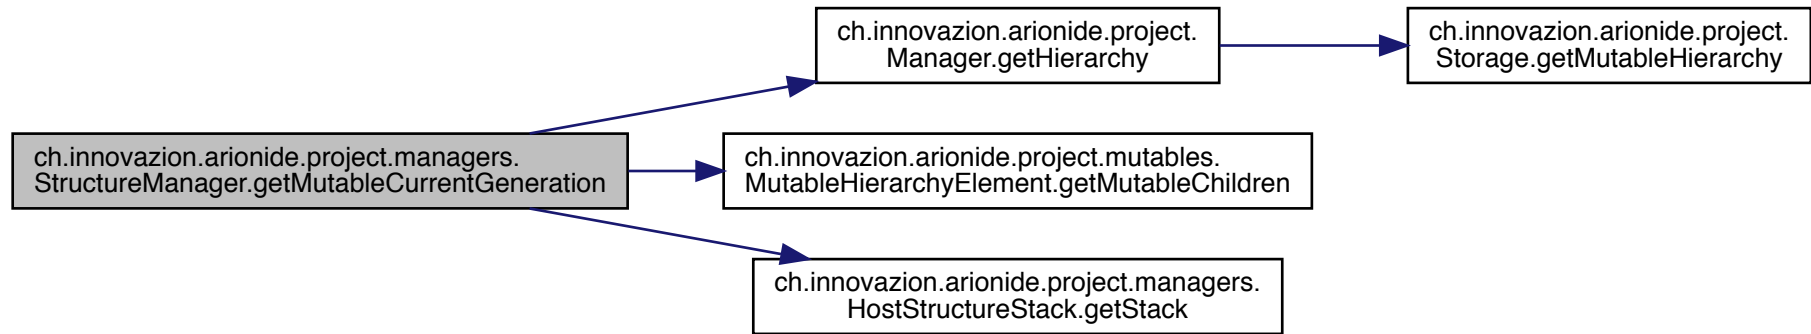 ch.innovazion.arionide.project.managers.
StructureManager.getMutableCurrentGeneration
ch.innovazion.arionide.project.
Manager.getHierarchy
ch.innovazion.arionide.project.
Storage.getMutableHierarchy
ch.innovazion.arionide.project.mutables.
MutableHierarchyElement.getMutableChildren
ch.innovazion.arionide.project.managers.
HostStructureStack.getStack